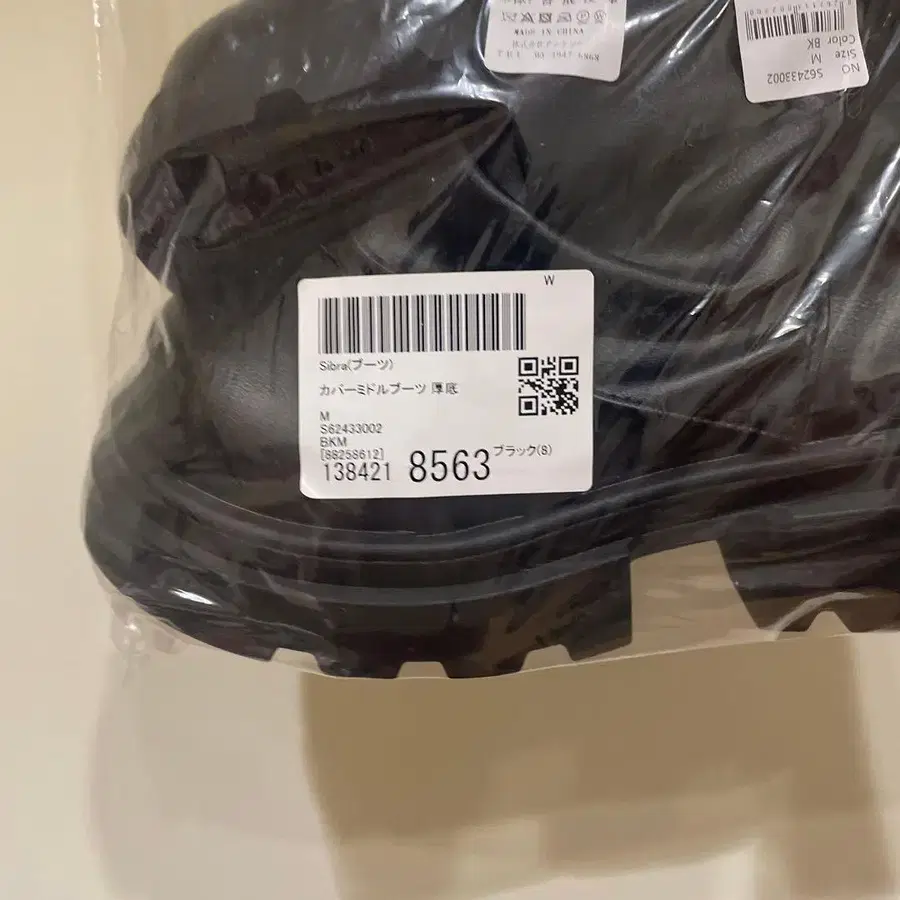 MADE IN CHINA
NO S62433002
Size M
Color BK
W
Sibra(ブーツ)
カバーミドルブーツ 厚底
M
S62433002
BKM
[88258612]
138421 8563 ブラック(8)